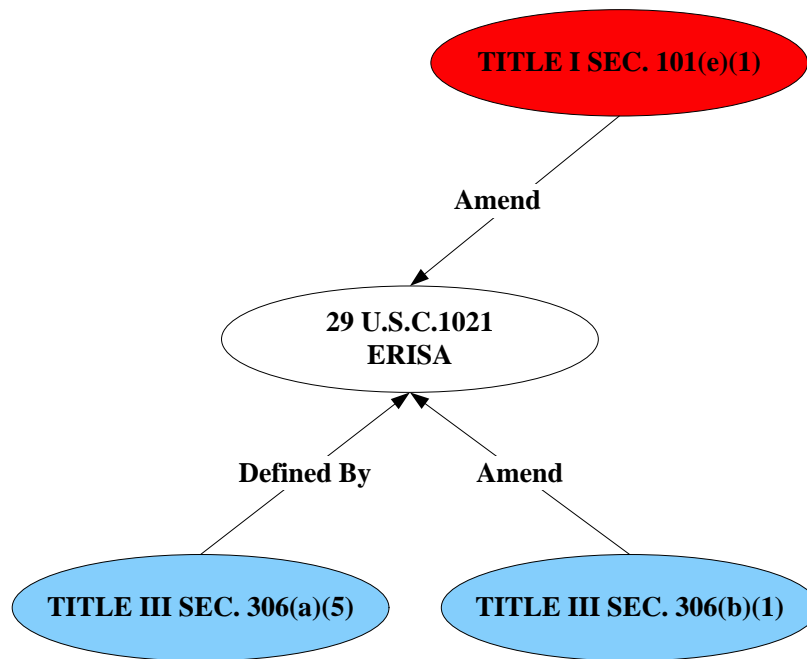 TITLE I SEC. 101(e)(1)
Amend
29 U.S.C.1021
ERISA
Defined By
Amend
TITLE III SEC. 306(a)(5)
TITLE III SEC. 306(b)(1)